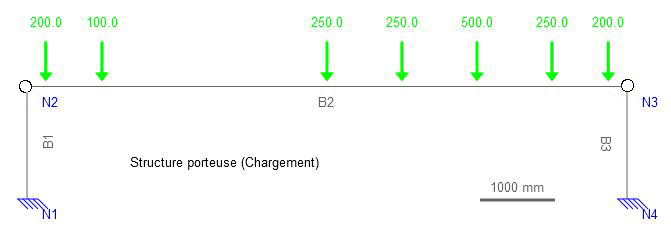 200.0 100.0 250.0 250.0 500.0 250.0 200.0
N2 B2 N3
B1 B3
Structure porteuse (Chargement)
1000 mm
N1 N4